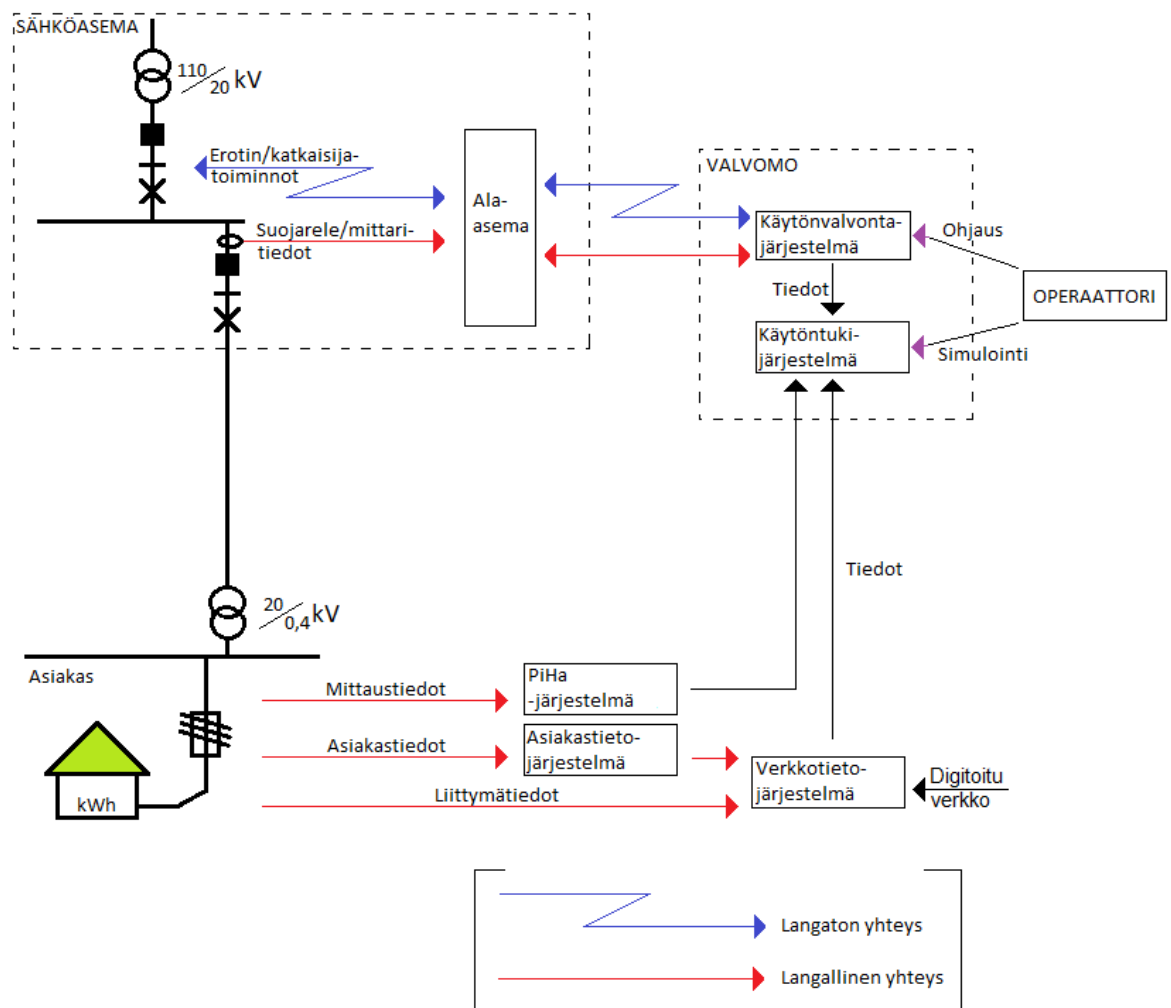 SÄHKÖASEMA
110/20 kV
Erotin/katkaisija-
toiminnot
Suojarele/mittari-
tiedot
Ala-
asema
VALVOMO
Käytönvalvonta-
järjestelmä
Ohjaus
Tiedot
OPERAATTORI
Käytöntuki-
järjestelmä
Simulointi
Tiedot
20/0,4 kV
Asiakas
Mittaustiedot
PiHa
-järjestelmä
Asiakastiedot
Asiakastieto-
järjestelmä
Liittymätiedot
Verkkotieto-
järjestelmä
Digitoitu
verkko
kWh
Langaton yhteys
Langallinen yhteys